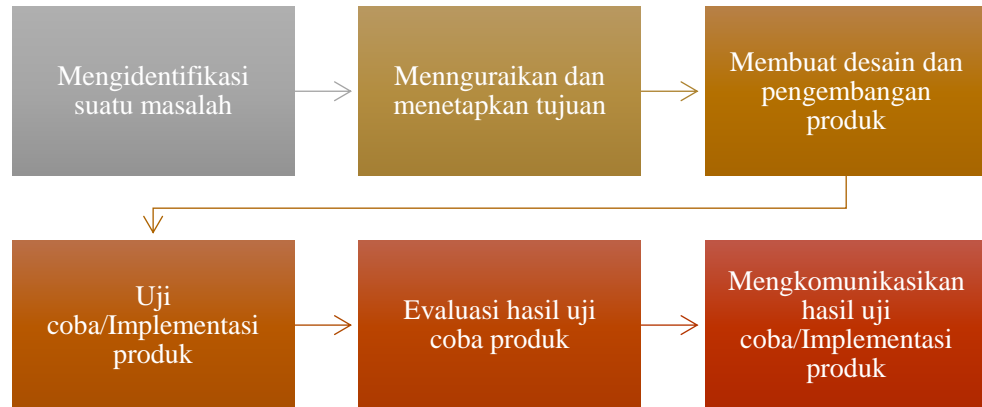 Mengidentifikasi
suatu masalah
Mennguraikan dan
menetapkan tujuan
Membuat desain dan
pengembangan
produk
Uji
coba/Implementasi
produk
Evaluasi hasil uji
coba produk
Mengkomunikasikan
hasil uji
coba/Implementasi
produk